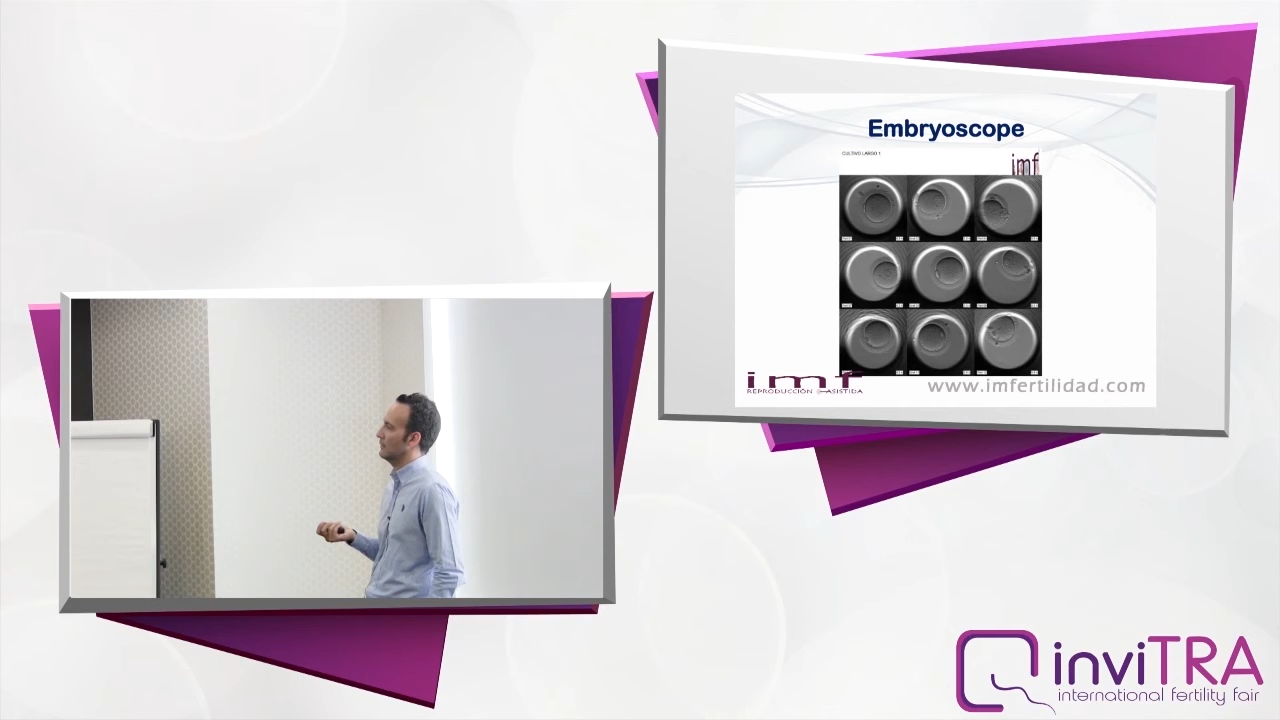 Embryoscope
CULTIVO LARGO 1
imf
imf
REPRODUCCIÓN ASISTIDA
www.imfertilidad.com
inviTRA
international fertility fair